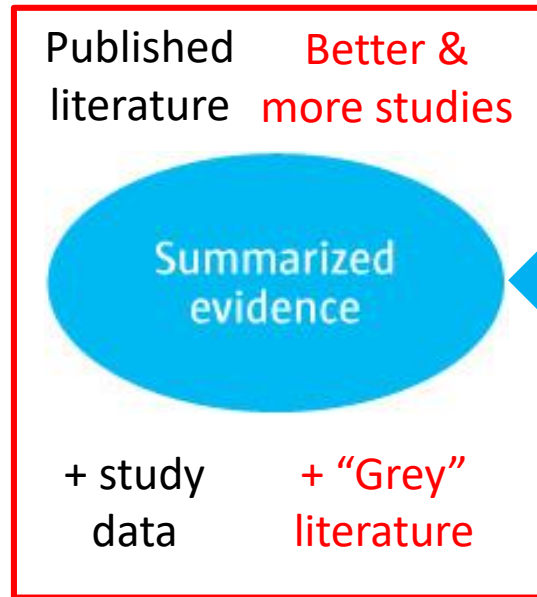 Published
literature
Better &
more studies
Summarized
evidence
+ study
data
+ “Grey”
literature